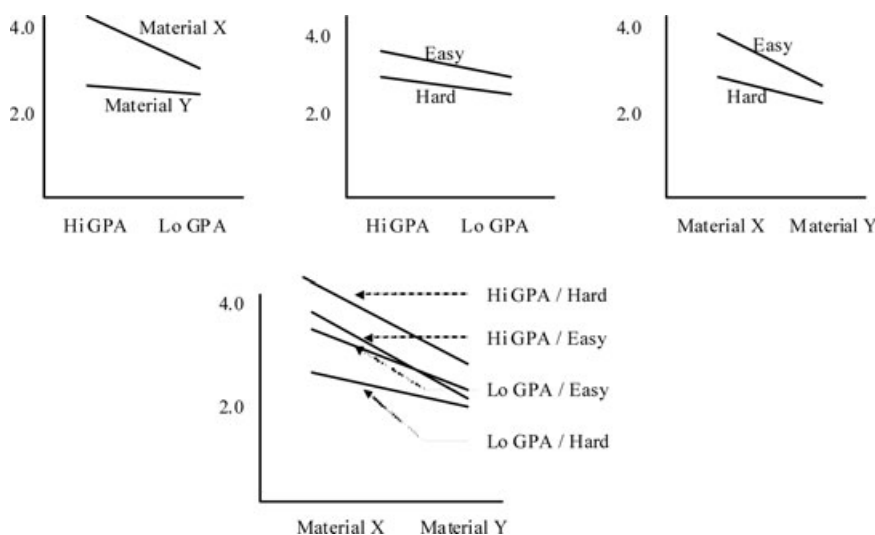 4.0
Material X
Material Y
2.0
Hi GPA
Lo GPA
4.0
Easy
Hard
2.0
Hi GPA
Lo GPA
4.0
Easy
Hard
2.0
Material X
Material Y
4.0
Hi GPA / Hard
Hi GPA / Easy
Lo GPA / Easy
2.0
Lo GPA / Hard
Material X
Material Y